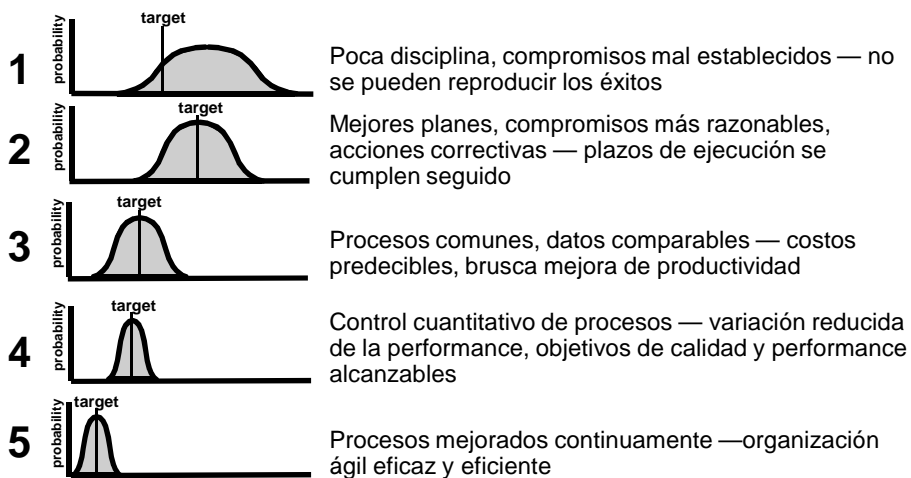 target
probability
1
Poca disciplina, compromisos mal establecidos — no
se pueden reproducir los éxitos
target
probability
2
Mejores planes, compromisos más razonables,
acciones correctivas — plazos de ejecución se
cumplen seguido
target
probability
3
Procesos comunes, datos comparables — costos
predecibles, brusca mejora de productividad
target
probability
4
Control cuantitativo de procesos — variación reducida
de la performance, objetivos de calidad y performance
alcanzables
target
probability
5
Procesos mejorados continuamente —organización
ágil eficaz y eficiente